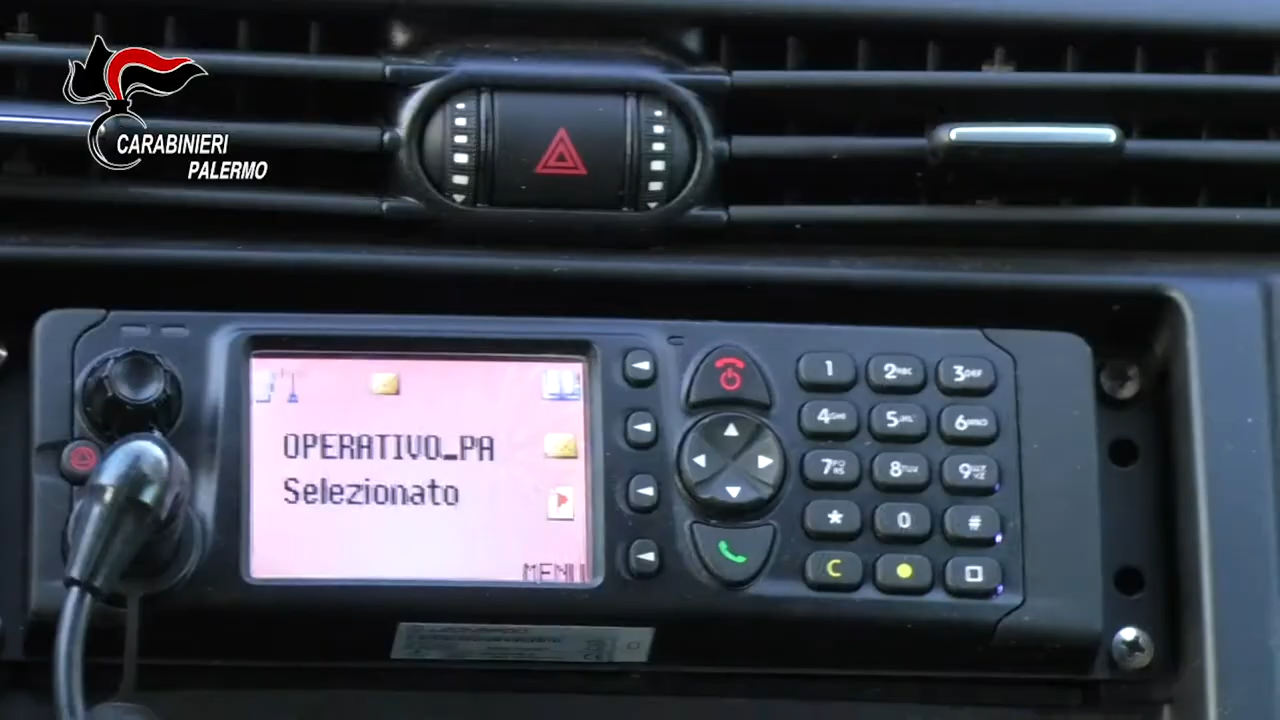 CARABINIERI
PALERMO
OPERATIVO_PA
Selezionato
MENU
1
2ABC
3DEF
4GHI
5JKL
6MNO
7PQRS
8TUV
9WXYZ
*
0
#
C